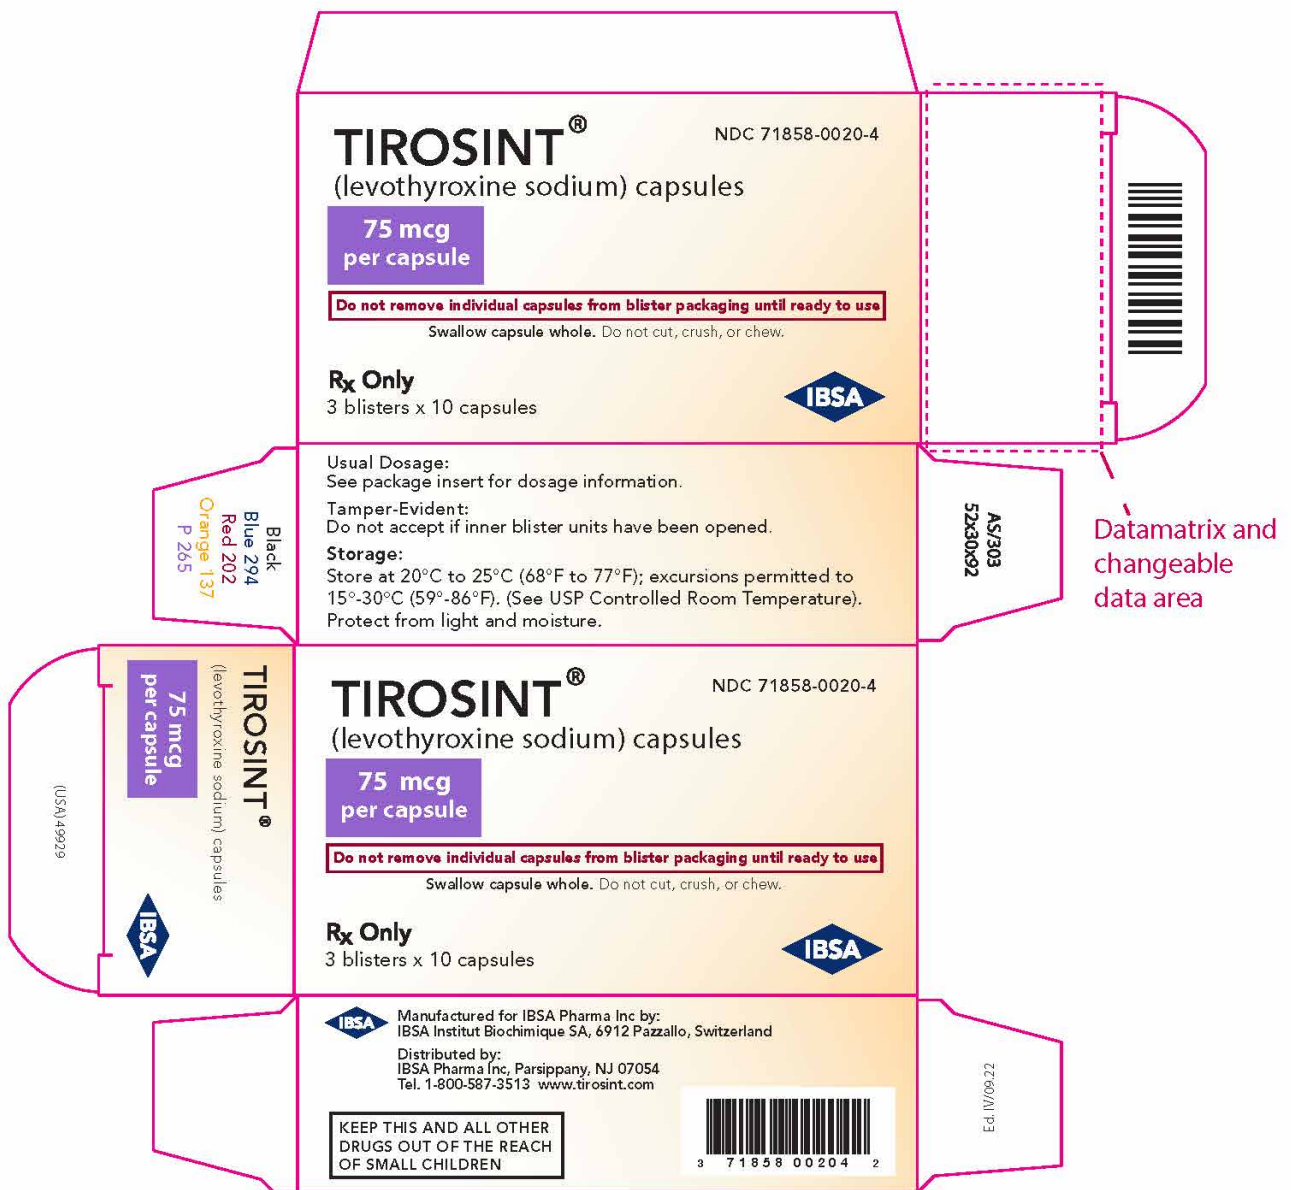 TIROSINT®
NDC 71858-0020-4
(levothyroxine sodium) capsules
75 mcg
per capsule
Do not remove individual capsules from blister packaging until ready to use
Swallow capsule whole. Do not cut, crush, or chew.
Rx Only
3 blisters x 10 capsules
IBSA
Datamatrix and
changeable
data area
Black
Blue 294
Red 202
Orange 137
P 265
Usual Dosage:
See package insert for dosage information.
Tamper-Evident:
Do not accept if inner blister units have been opened.
Storage:
Store at 20°C to 25°C (68°F to 77°F); excursions permitted to
15°-30°C (59°-86°F). (See USP Controlled Room Temperature).
Protect from light and moisture.
AS/303
52x30x92
(USA) 49929
TIROSINT®
(levothyroxine sodium) capsules
75 mcg
per capsule
IBSA
TIROSINT®
NDC 71858-0020-4
(levothyroxine sodium) capsules
75 mcg
per capsule
Do not remove individual capsules from blister packaging until ready to use
Swallow capsule whole. Do not cut, crush, or chew.
Rx Only
3 blisters x 10 capsules
IBSA
IBSA
Manufactured for IBSA Pharma Inc by:
IBSA Institut Biochimique SA, 6912 Pazzallo, Switzerland
Distributed by:
IBSA Pharma Inc, Parsippany, NJ 07054
Tel. 1-800-587-3513 www.tirosint.com
KEEP THIS AND ALL OTHER
DRUGS OUT OF THE REACH
OF SMALL CHILDREN
3 71858 00204 2
Ed. IV/09.22